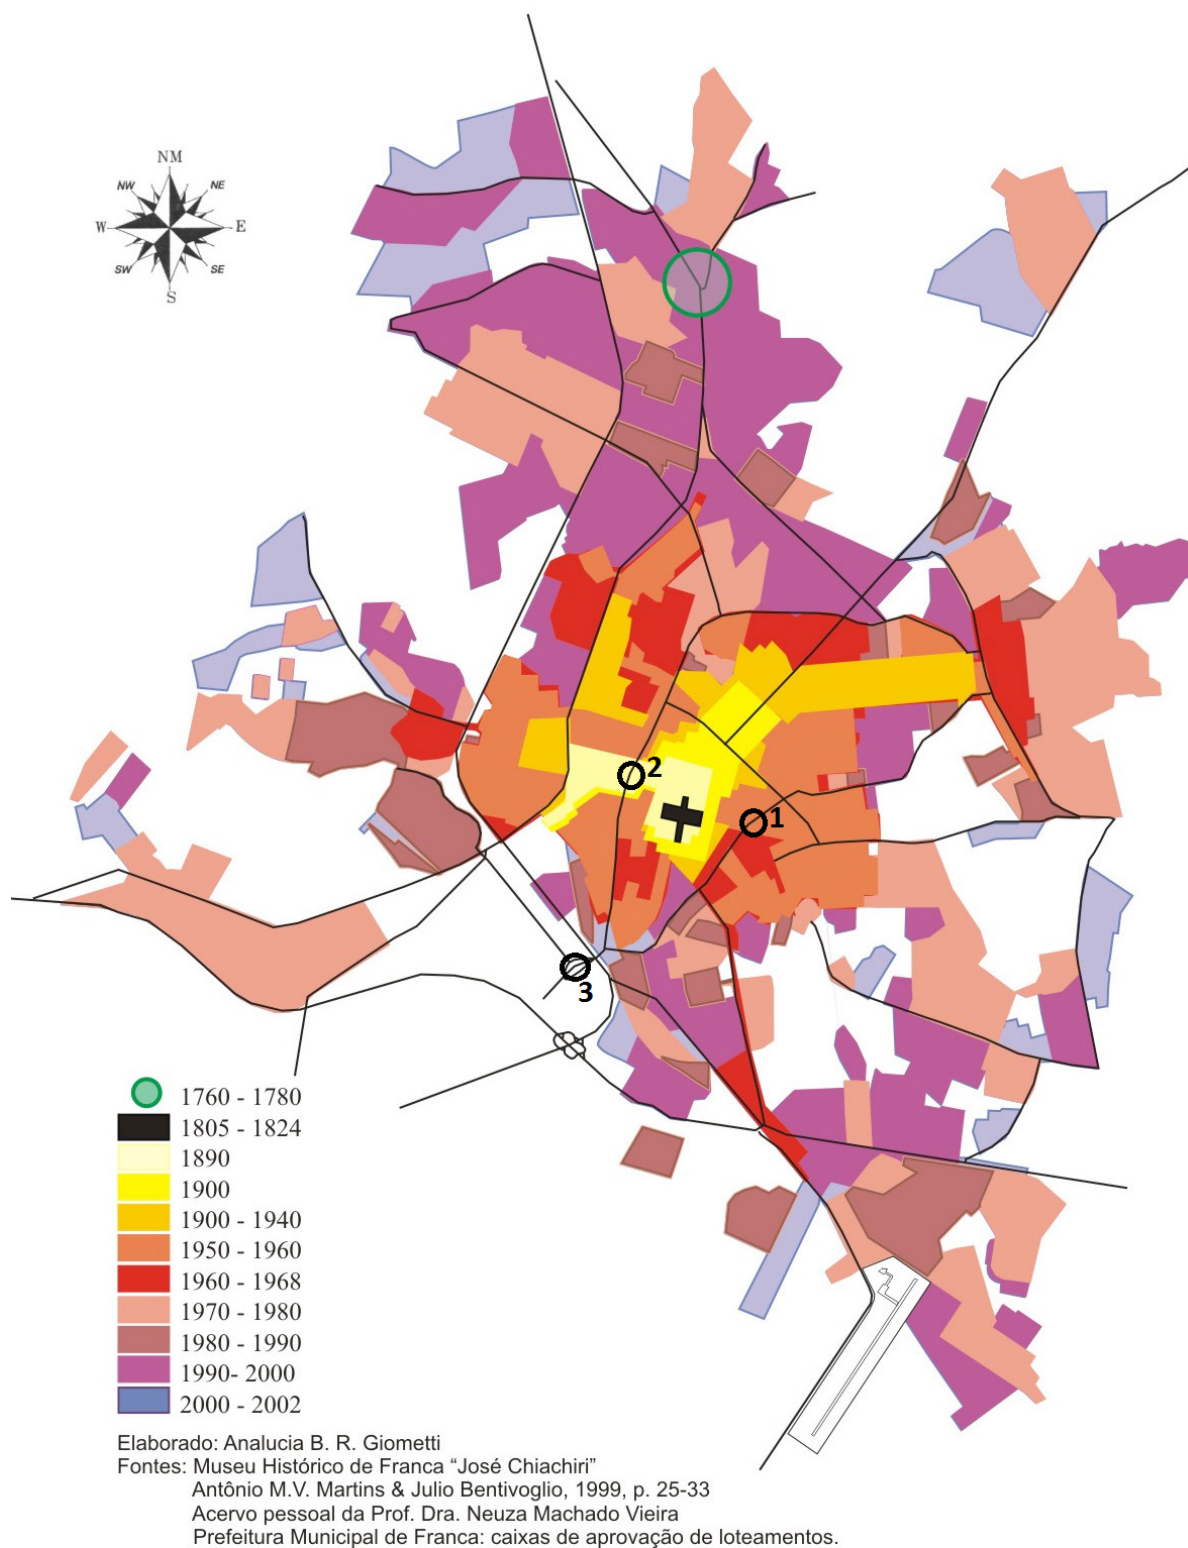 NM
NW
NE
W
E
SW
SE
S
2
1
3
1760 - 1780
1805 - 1824
1890
1900
1900 - 1940
1950 - 1960
1960 - 1968
1970 - 1980
1980 - 1990
1990- 2000
2000 - 2002
Elaborado: Analucia B. R. Giometti
Fontes: Museu Histórico de Franca “José Chiachiri”
Antônio M.V. Martins & Julio Bentivoglio, 1999, p. 25-33
Acervo pessoal da Prof. Dra. Neuza Machado Vieira
Prefeitura Municipal de Franca: caixas de aprovação de loteamentos.